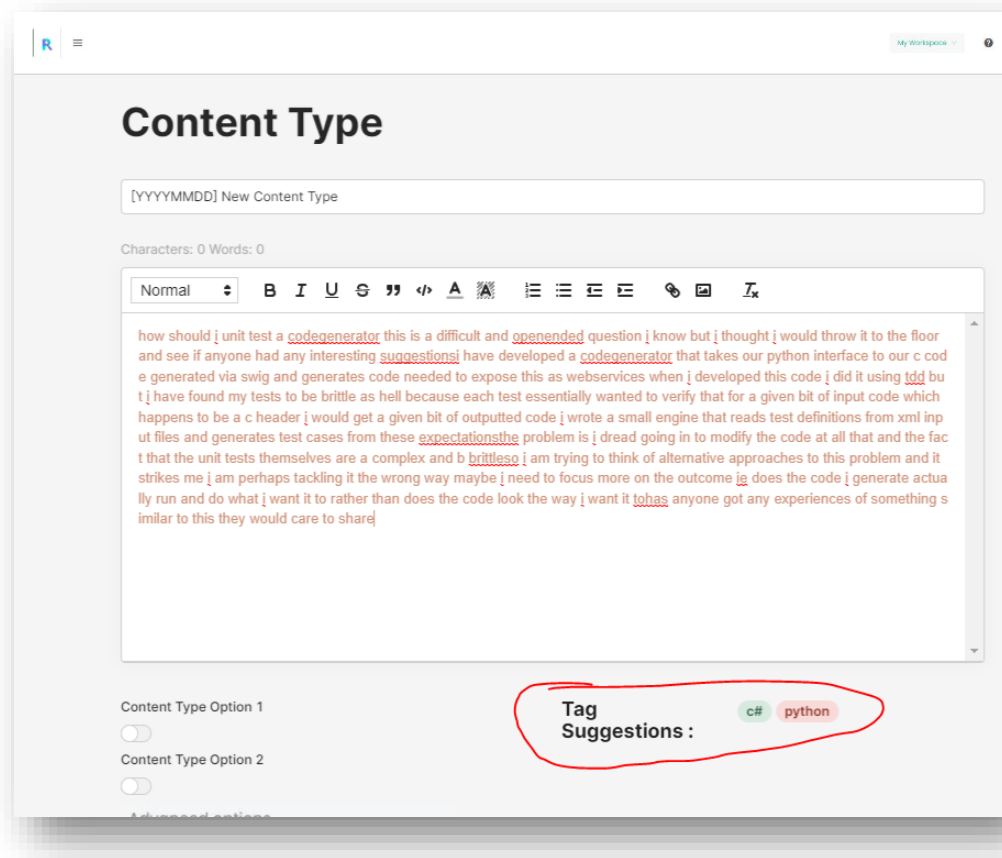 R
My Workspace
Content Type
[YYYYMMDD] New Content Type
Characters: 0 Words: 0
Normal B I U S </> A A Tx
how should i unit test a codegenerator this is a difficult and openended question i know but i thought i would throw it to the floor
and see if anyone had any interesting suggestionsi have developed a codegenerator that takes our python interface to our c cod
e generated via swig and generates code needed to expose this as webservices when i developed this code i did it using tdd bu
t i have found my tests to be brittle as hell because each test essentially wanted to verify that for a given bit of input code which
happens to be a c header i would get a given bit of outputted code i wrote a small engine that reads test definitions from xml inp
ut files and generates test cases from these expectationsthe problem is i dread going in to modify the code at all that and the fac
t that the unit tests themselves are a complex and b brittleso i am trying to think of alternative approaches to this problem and it
strikes me i am perhaps tackling it the wrong way maybe i need to focus more on the outcome ie does the code i generate actua
lly run and do what i want it to rather than does the code look the way i want it tohas anyone got any experiences of something s
imilar to this they would care to share
Content Type Option 1
Content Type Option 2
Advanced options
Tag
Suggestions :
c# python